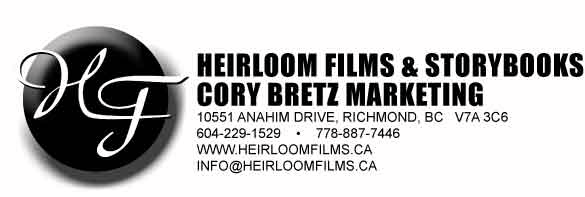 HF
HEIRLOOM FILMS & STORYBOOKS
CORY BRETZ MARKETING
10551 ANAHIM DRIVE, RICHMOND, BC V7A 3C6
604-229-1529 • 778-887-7446
WWW.HEIRLOOMFILMS.CA
INFO@HEIRLOOMFILMS.CA